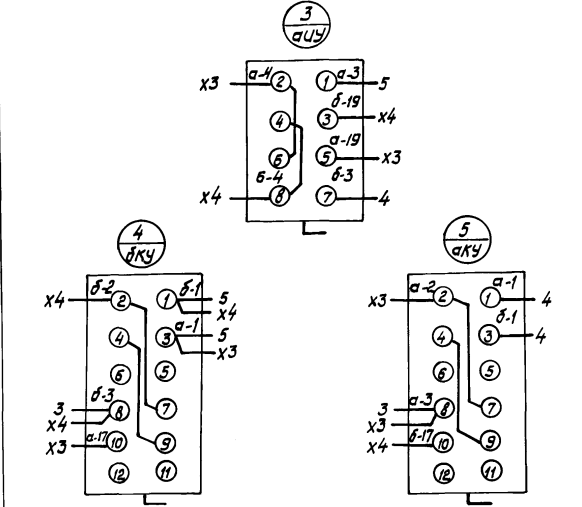 3
аИУ
а-4 а-3
х3 2 1 5
б-19
4 3 х4
а-19
6 5 х3
б-4 б-3
х4 8 7 4
4
бКУ
б-2 б-1
х4 2 1 5
х4
а-1
4 3 5
х3
6 5
б-3
3 8 7
х4
а-17
х3 10 9
12 11
5
аКУ
а-2 а-1
х3 2 1 4
б-1
4 3 4
6 5
а-3
3 8 7
х3
б-17
х4 10 9
12 11